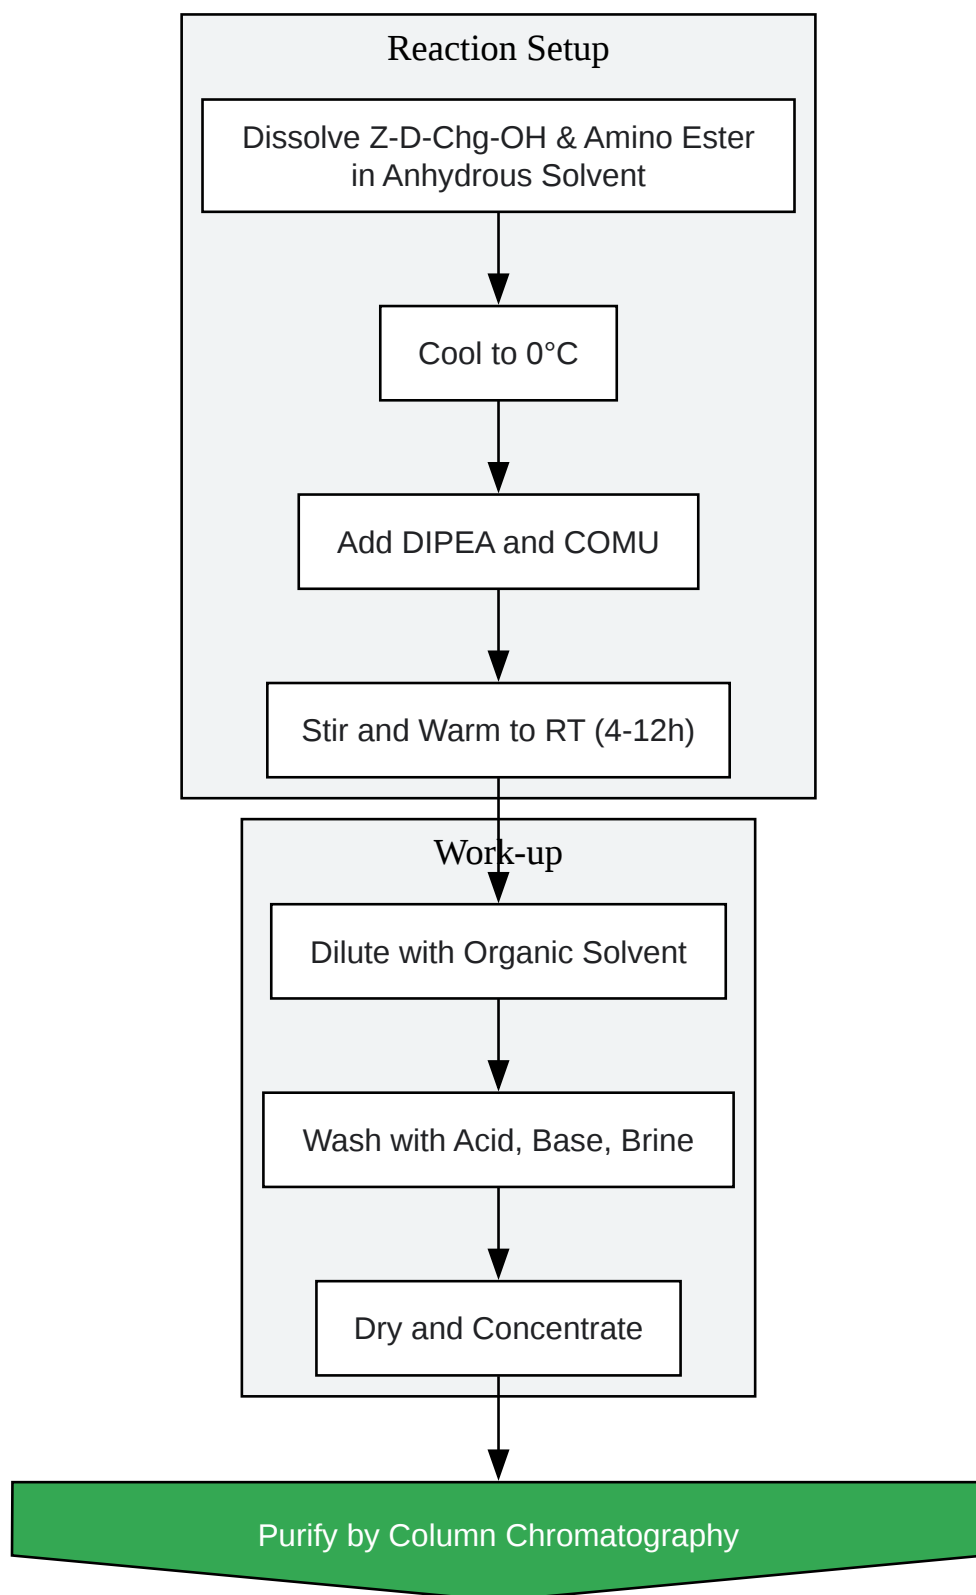 Reaction Setup
Dissolve Z-D-Chg-OH & Amino Ester
in Anhydrous Solvent
Cool to 0°C
Add DIPEA and COMU
Stir and Warm to RT (4-12h)
Work-up
Dilute with Organic Solvent
Wash with Acid, Base, Brine
Dry and Concentrate
Purify by Column Chromatography